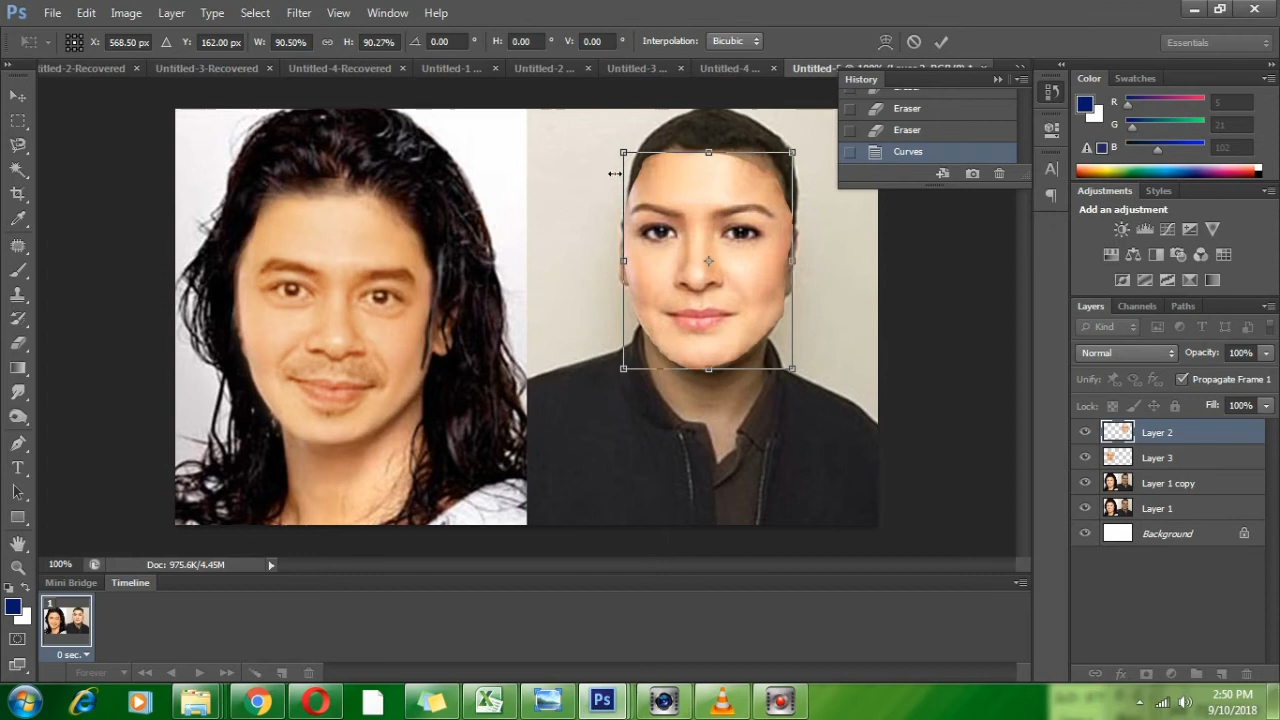 Ps File Edit Image Layer Type Select Filter 3D View Window Help
X: 568.50 px Y: 162.00 px W: 90.50% H: 90.27% 0.00 ° H: 0.00 ° V: 0.00 ° Interpolation: Bicubic Essentials
titled-2-Recovered × Untitled-3-Recovered × Untitled-4-Recovered × Untitled-1 ... × Untitled-2 ... × Untitled-3 ... × Untitled-4 ... ×
History
Eraser
Eraser
Eraser
Curves
Color Swatches
R 5
G 21
B 102
Adjustments Styles
Add an adjustment
Layers Channels Paths
Kind
Normal Opacity: 100%
Unify: Propagate Frame 1
Lock: Fill: 100%
Layer 2
Layer 3
Layer 1 copy
Layer 1
Background
100% Doc: 975.6K/4.45M
Mini Bridge Timeline
1
0 sec.
Forever
Ps
2:50 PM
9/10/2018